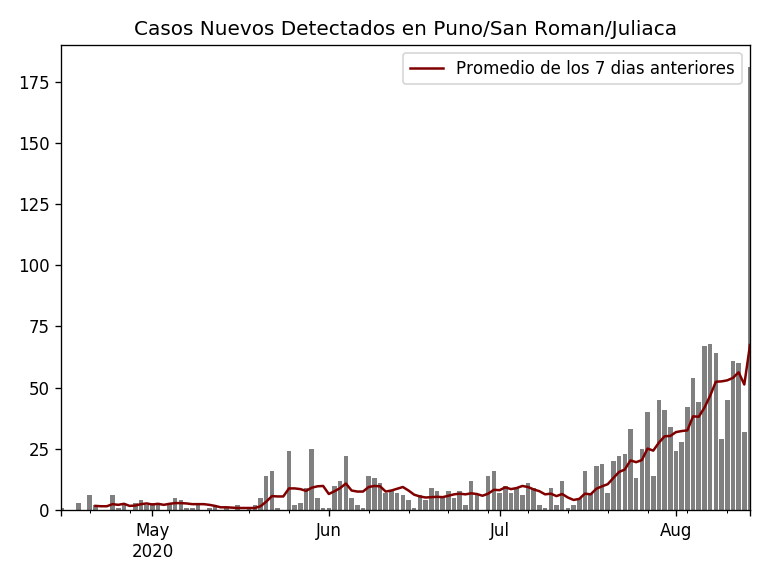 Casos Nuevos Detectados en Puno/San Roman/Juliaca
Promedio de los 7 dias anteriores
175
150
125
100
75
50
25
0
May
2020
Jun
Jul
Aug